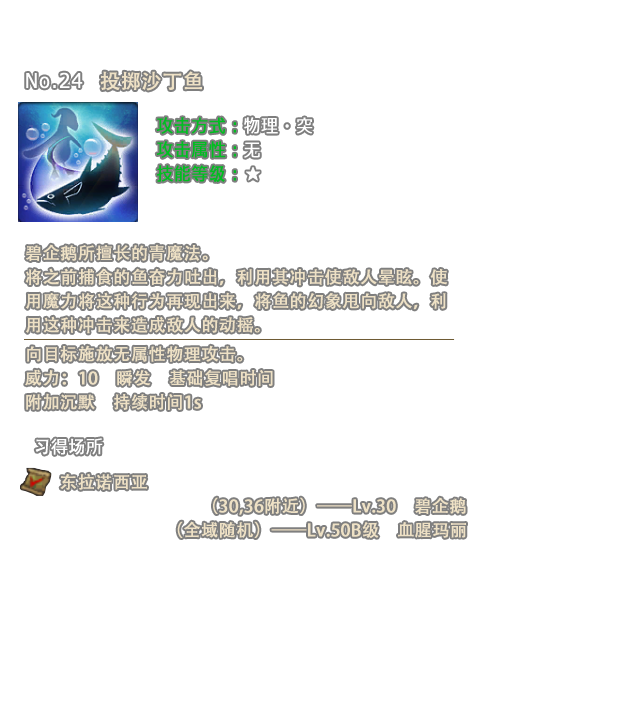 No.24 投掷沙丁鱼
攻击方式：物理・突
攻击属性：无
技能等级：★
碧企鹅所擅长的青魔法。
将之前捕食的鱼奋力吐出，利用其冲击使敌人晕眩。使
用魔力将这种行为再现出来，将鱼的幻象甩向敌人，利
用这种冲击来造成敌人的动摇。
向目标施放无属性物理攻击。
威力：10 瞬发 基础复唱时间
附加沉默 持续时间1s
习得场所
东拉诺西亚
（30,36附近）——Lv.30 碧企鹅
（全域随机）——Lv.50B级 血腥玛丽